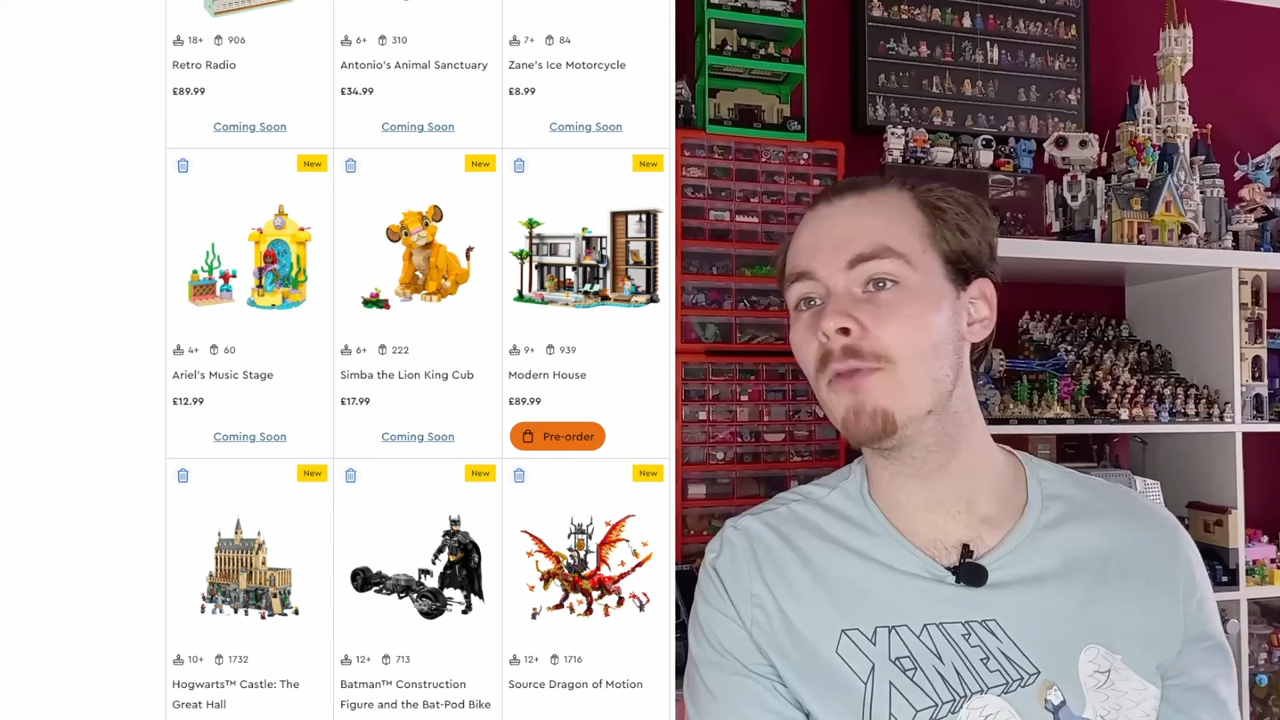 18+ 906
Retro Radio
£89.99
Coming Soon
6+ 310
Antonio's Animal Sanctuary
£34.99
Coming Soon
7+ 84
Zane's Ice Motorcycle
£8.99
Coming Soon
New
4+ 60
Ariel's Music Stage
£12.99
Coming Soon
New
6+ 222
Simba the Lion King Cub
£17.99
Coming Soon
New
9+ 939
Modern House
£89.99
Pre-order
New
10+ 1732
Hogwarts™ Castle: The
Great Hall
New
12+ 713
Batman™ Construction
Figure and the Bat-Pod Bike
New
12+ 1716
Source Dragon of Motion
X-MEN